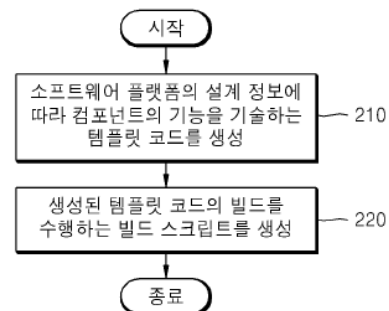 시작
소프트웨어 플랫폼의 설계 정보에
따라 컴포넌트의 기능을 기술하는
템플릿 코드를 생성
210
생성된 템플릿 코드의 빌드를
수행하는 빌드 스크립트를 생성
220
종료